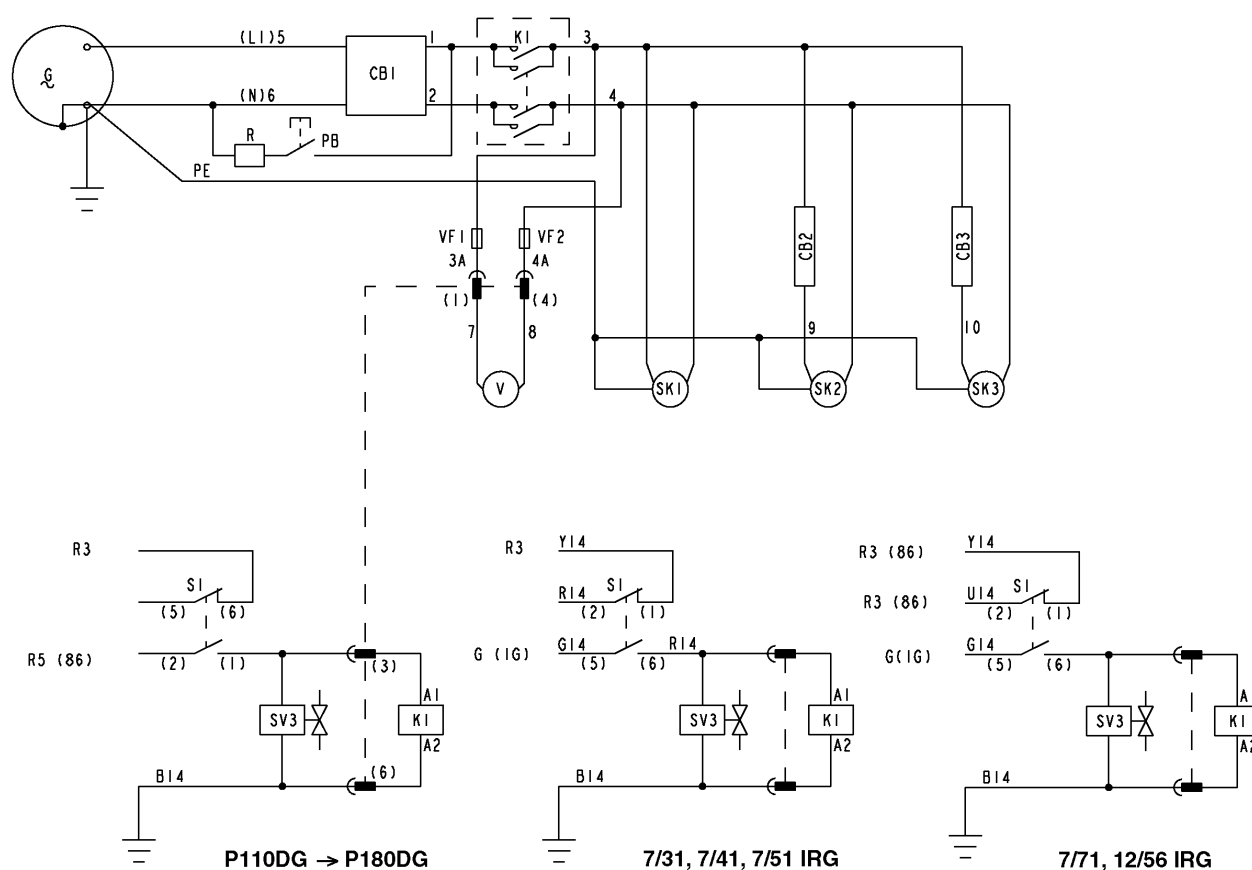 (L1)5
1
K1
3
G
CB1
(N)6
2
4
R
PB
PE
VF1
VF2
CB2
CB3
3A
4A
(1)
(4)
7
8
9
10
V
SK1
SK2
SK3
R3
S1
(5)
(6)
R5 (86)
(2)
(1)
(3)
A1
SV3
K1
A2
(6)
B14
P110DG → P180DG
R3
Y14
S1
R14
(2)
(1)
G (1G)
G14
R14
(5)
(6)
A1
SV3
K1
A2
B14
7/31, 7/41, 7/51 IRG
R3 (86)
Y14
R3 (86)
U14
S1
(2)
(1)
G(1G)
G14
(5)
(6)
A
SV3
K1
A2
B14
7/71, 12/56 IRG